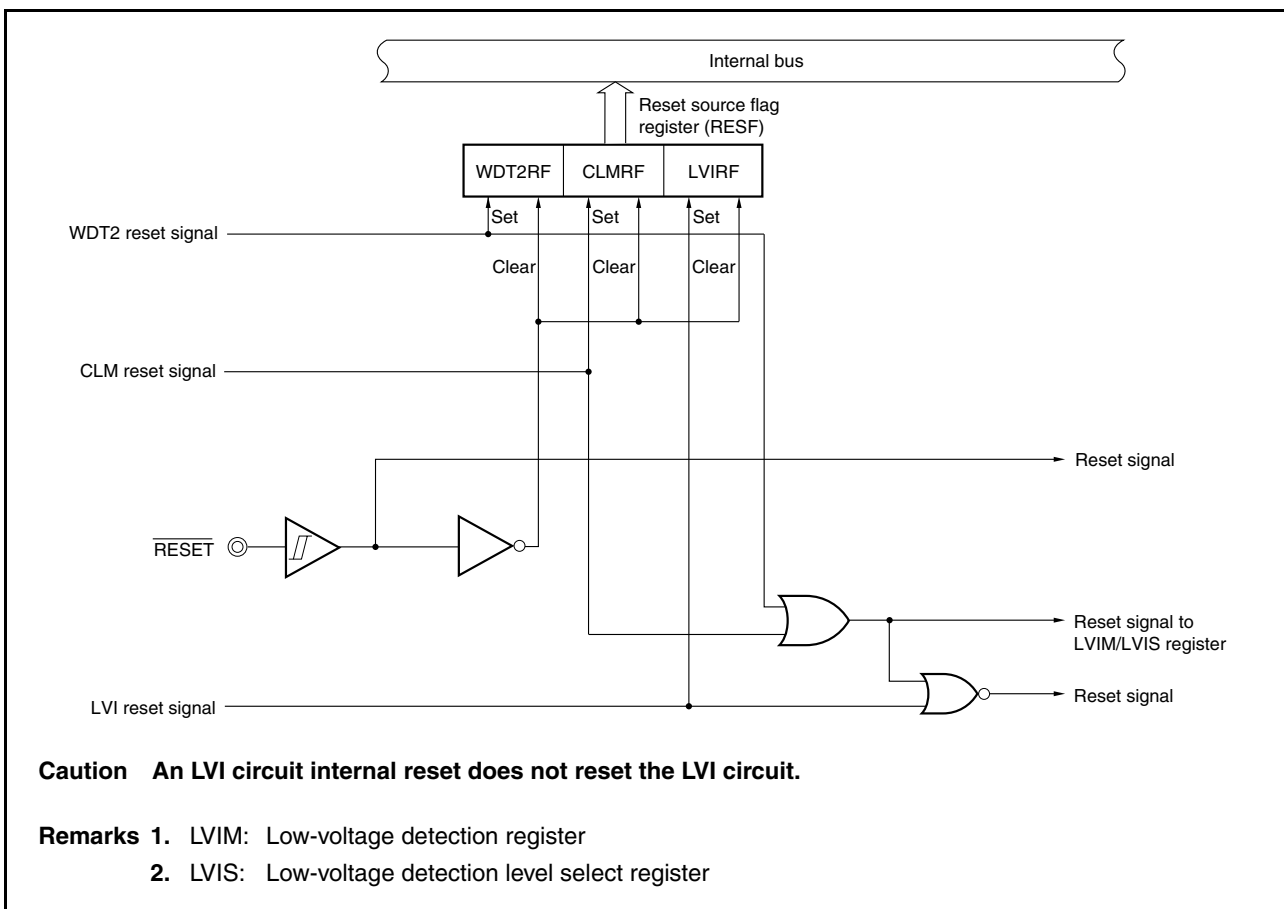 Internal bus
Reset source flag
register (RESF)
WDT2RF CLMRF LVIRF
Set Set Set
WDT2 reset signal
Clear Clear Clear
CLM reset signal
Reset signal
RESET
Reset signal to
LVIM/LVIS register
Reset signal
LVI reset signal
Caution An LVI circuit internal reset does not reset the LVI circuit.
Remarks 1. LVIM: Low-voltage detection register
2. LVIS: Low-voltage detection level select register